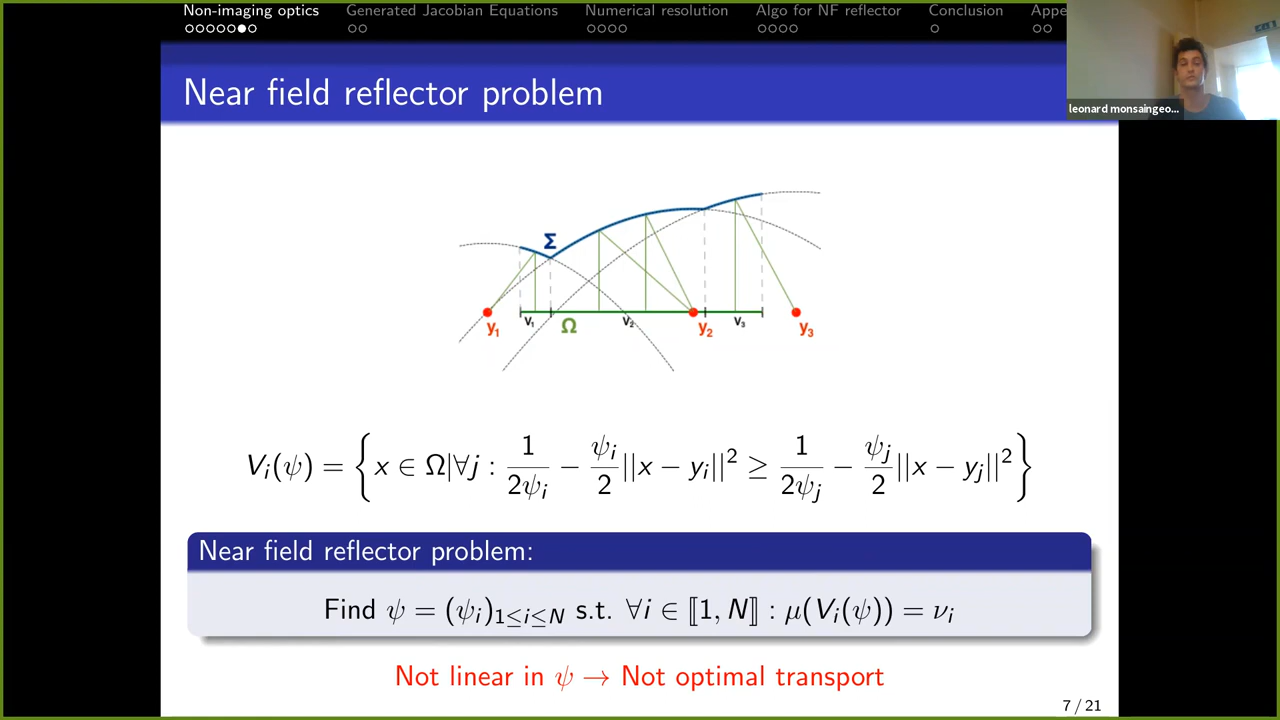 Non-imaging optics Generated Jacobian Equations Numerical resolution Algo for NF reflector Conclusion Appe
leonard monsaingeo...
Near field reflector problem
Σ
y₁ V₁ Ω V₂ y₂ V₃ y₃
V_i(ψ) = { x ∈ Ω|∀j : 1/(2ψ_i) − ψ_i/2 ||x − y_i||² ≥ 1/(2ψ_j) − ψ_j/2 ||x − y_j||² }
Near field reflector problem:
Find ψ = (ψ_i)_{1≤i≤N} s.t. ∀i ∈ ⟦1, N⟧ : μ(V_i(ψ)) = ν_i
Not linear in ψ → Not optimal transport
7 / 21